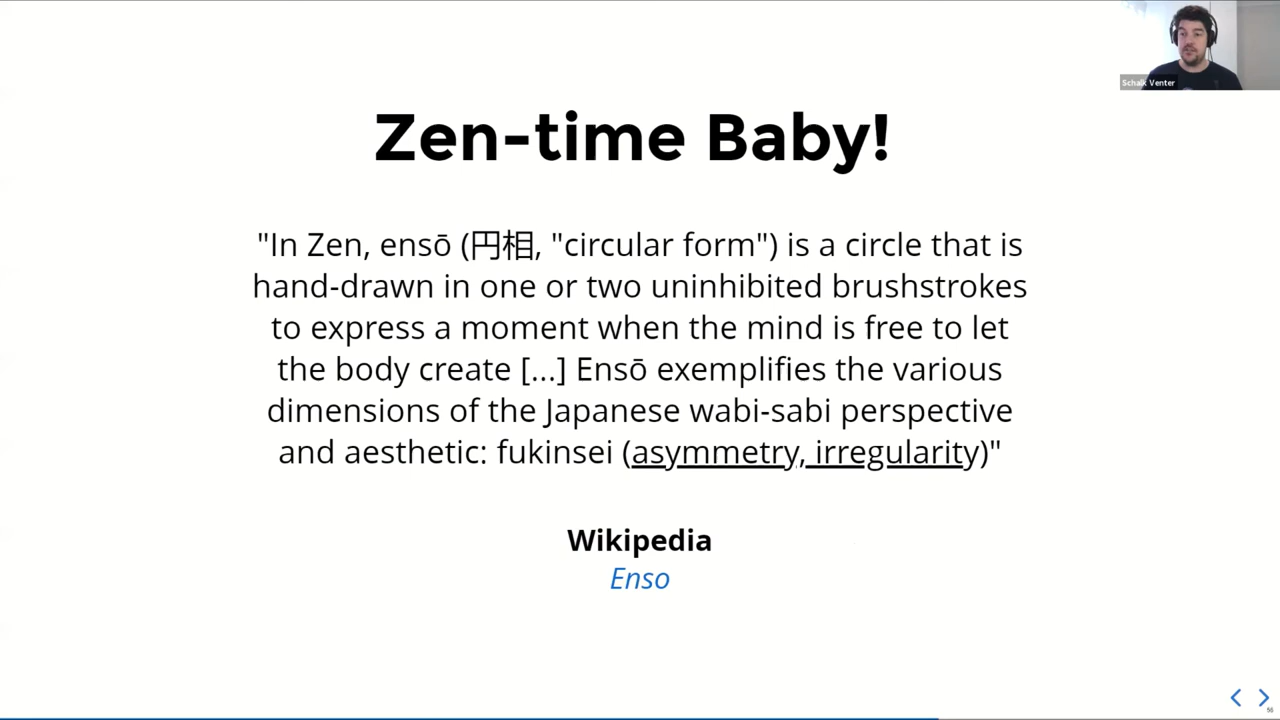 Schalk Venter
Zen-time Baby!
"In Zen, ensō (円相, "circular form") is a circle that is
hand-drawn in one or two uninhibited brushstrokes
to express a moment when the mind is free to let
the body create [...] Ensō exemplifies the various
dimensions of the Japanese wabi-sabi perspective
and aesthetic: fukinsei (asymmetry, irregularity)"
Wikipedia
Enso